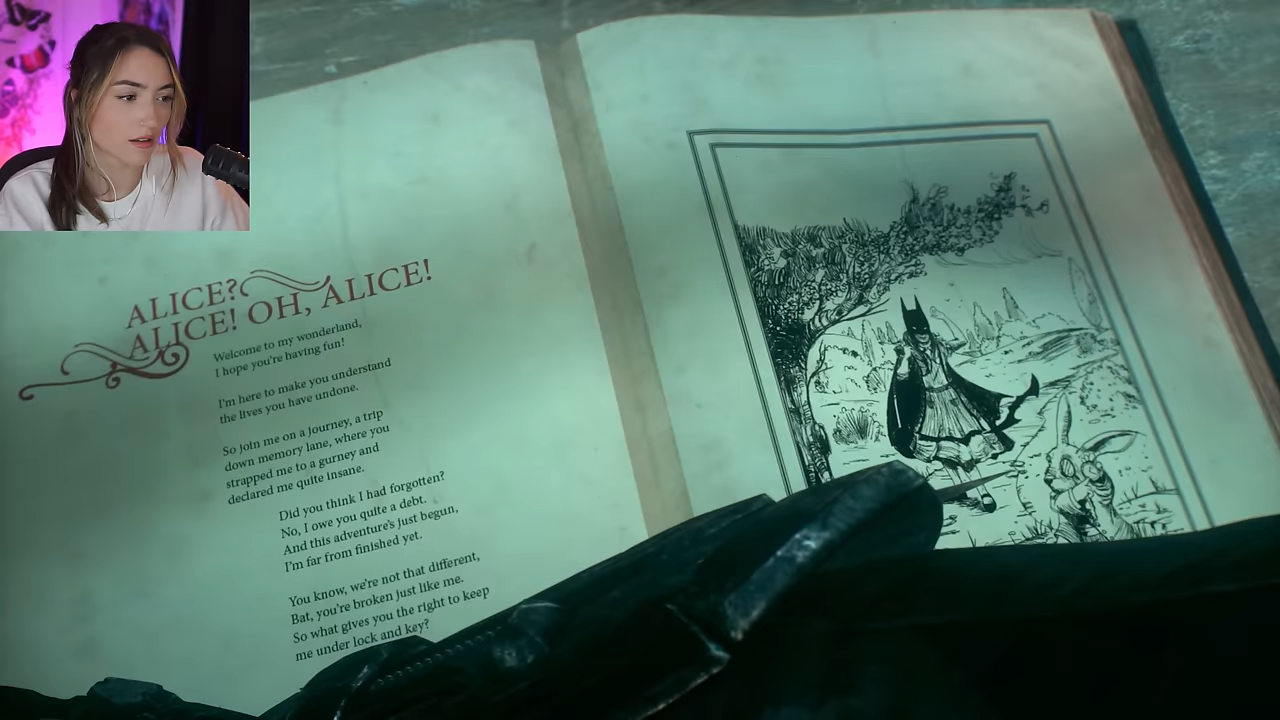 ALICE?
ALICE! OH, ALICE!
Welcome to my wonderland,
I hope you're having fun!
I'm here to make you understand
the lives you have undone.
So join me on a journey, a trip
down memory lane, where you
strapped me to a gurney and
declared me quite insane.
Did you think I had forgotten?
No, I owe you quite a debt.
And this adventure's just begun,
I'm far from finished yet.
You know, we're not that different,
Bat, you're broken just like me.
So what gives you the right to keep
me under lock and key?